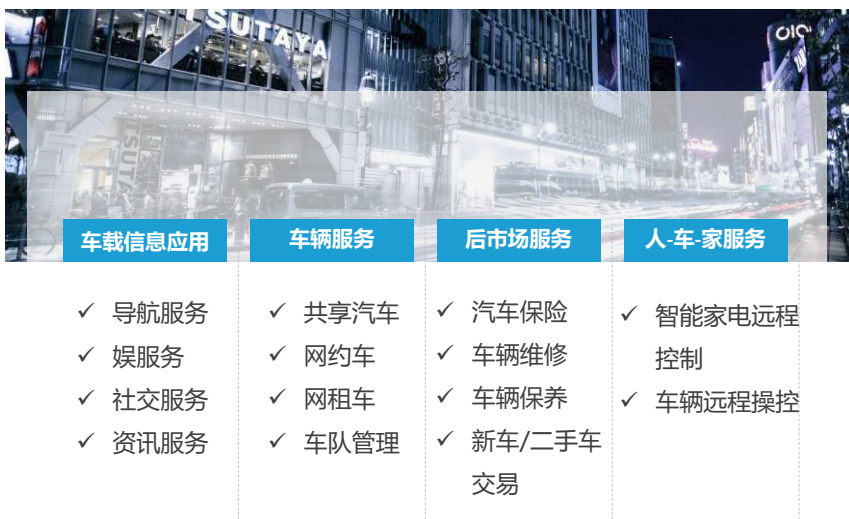 TSUTAYA
OIOI
TSUTAYA
STARBUCKS COFFEE
车载信息应用
车辆服务
后市场服务
人-车-家服务
✓ 导航服务
✓ 娱服务
✓ 社交服务
✓ 资讯服务
✓ 共享汽车
✓ 网约车
✓ 网租车
✓ 车队管理
✓ 汽车保险
✓ 车辆维修
✓ 车辆保养
✓ 新车/二手车
交易
✓ 智能家电远程
控制
✓ 车辆远程操控